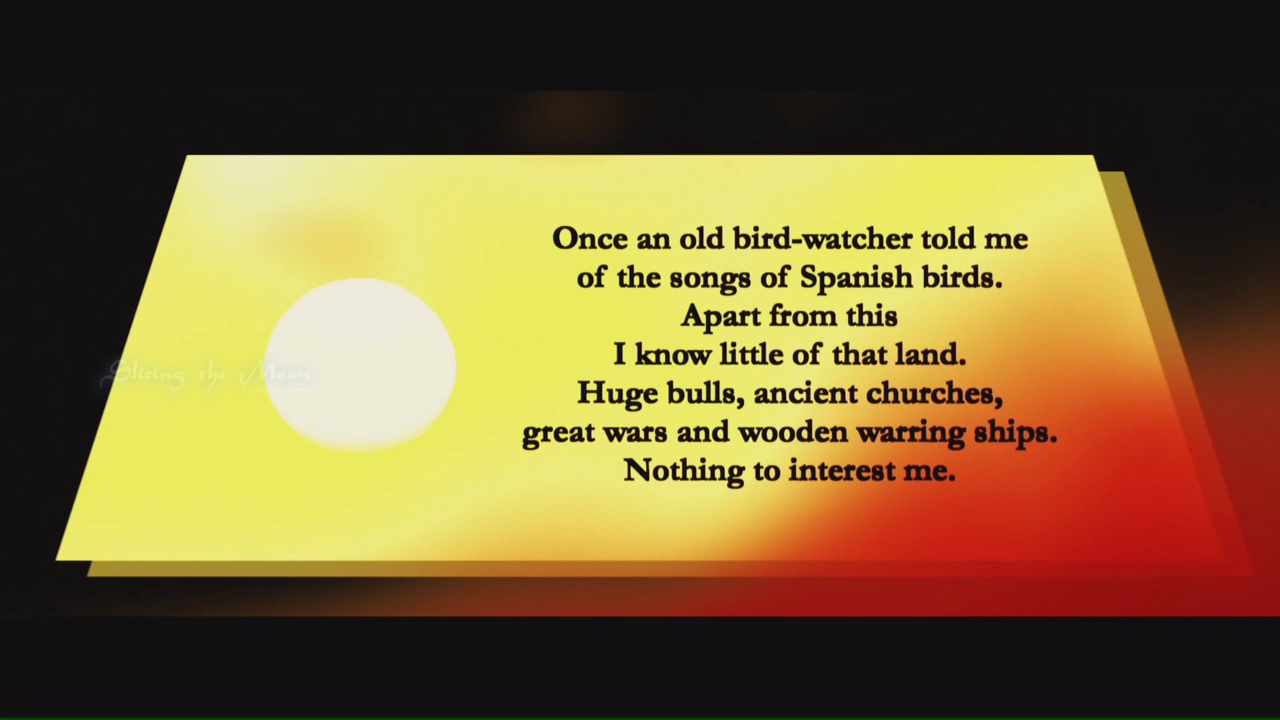 Slicing the Moon
Once an old bird-watcher told me
of the songs of Spanish birds.
Apart from this
I know little of that land.
Huge bulls, ancient churches,
great wars and wooden warring ships.
Nothing to interest me.